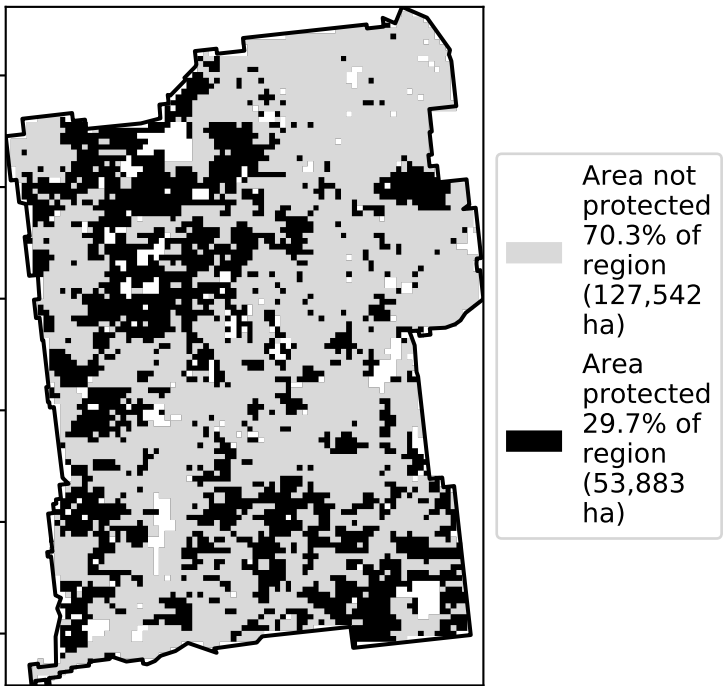 Area not
protected
70.3% of
region
(127,542
ha)
Area
protected
29.7% of
region
(53,883
ha)